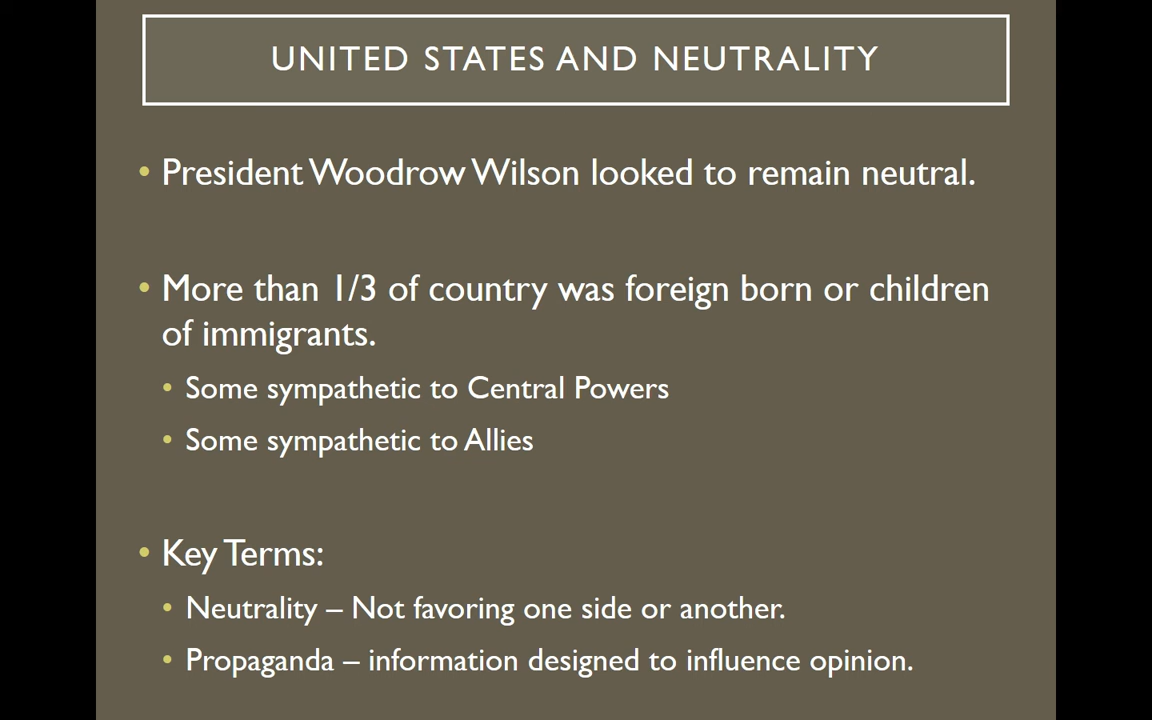 UNITED STATES AND NEUTRALITY
• President Woodrow Wilson looked to remain neutral.
• More than 1/3 of country was foreign born or children
of immigrants.
• Some sympathetic to Central Powers
• Some sympathetic to Allies
• Key Terms:
• Neutrality – Not favoring one side or another.
• Propaganda – information designed to influence opinion.